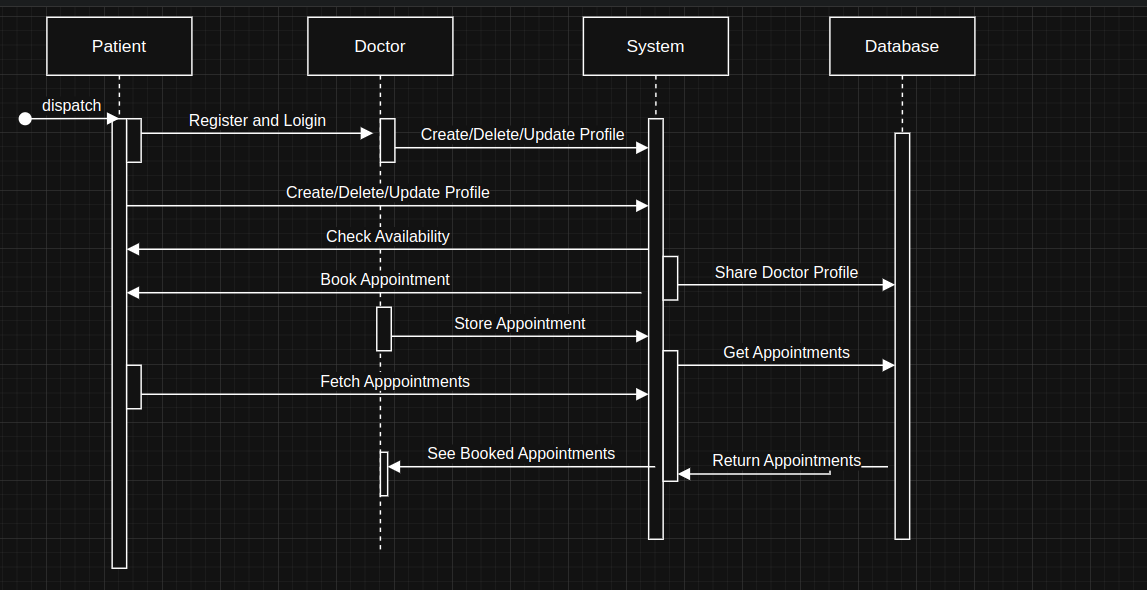 Patient
Doctor
System
Database
dispatch
Register and Loigin
Create/Delete/Update Profile
Create/Delete/Update Profile
Check Availability
Share Doctor Profile
Book Appointment
Store Appointment
Get Appointments
Fetch Apppointments
See Booked Appointments
Return Appointments